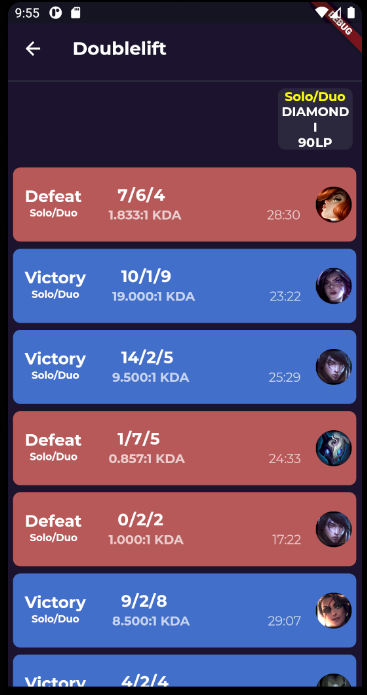 9:55
DEBUG
Doublelift
Solo/Duo
DIAMOND
I
90LP
Defeat 7/6/4
Solo/Duo 1.833:1 KDA 28:30
Victory 10/1/9
Solo/Duo 19.000:1 KDA 23:22
Victory 14/2/5
Solo/Duo 9.500:1 KDA 25:29
Defeat 1/7/5
Solo/Duo 0.857:1 KDA 24:33
Defeat 0/2/2
Solo/Duo 1.000:1 KDA 17:22
Victory 9/2/8
Solo/Duo 8.500:1 KDA 29:07
Victory 4/2/4